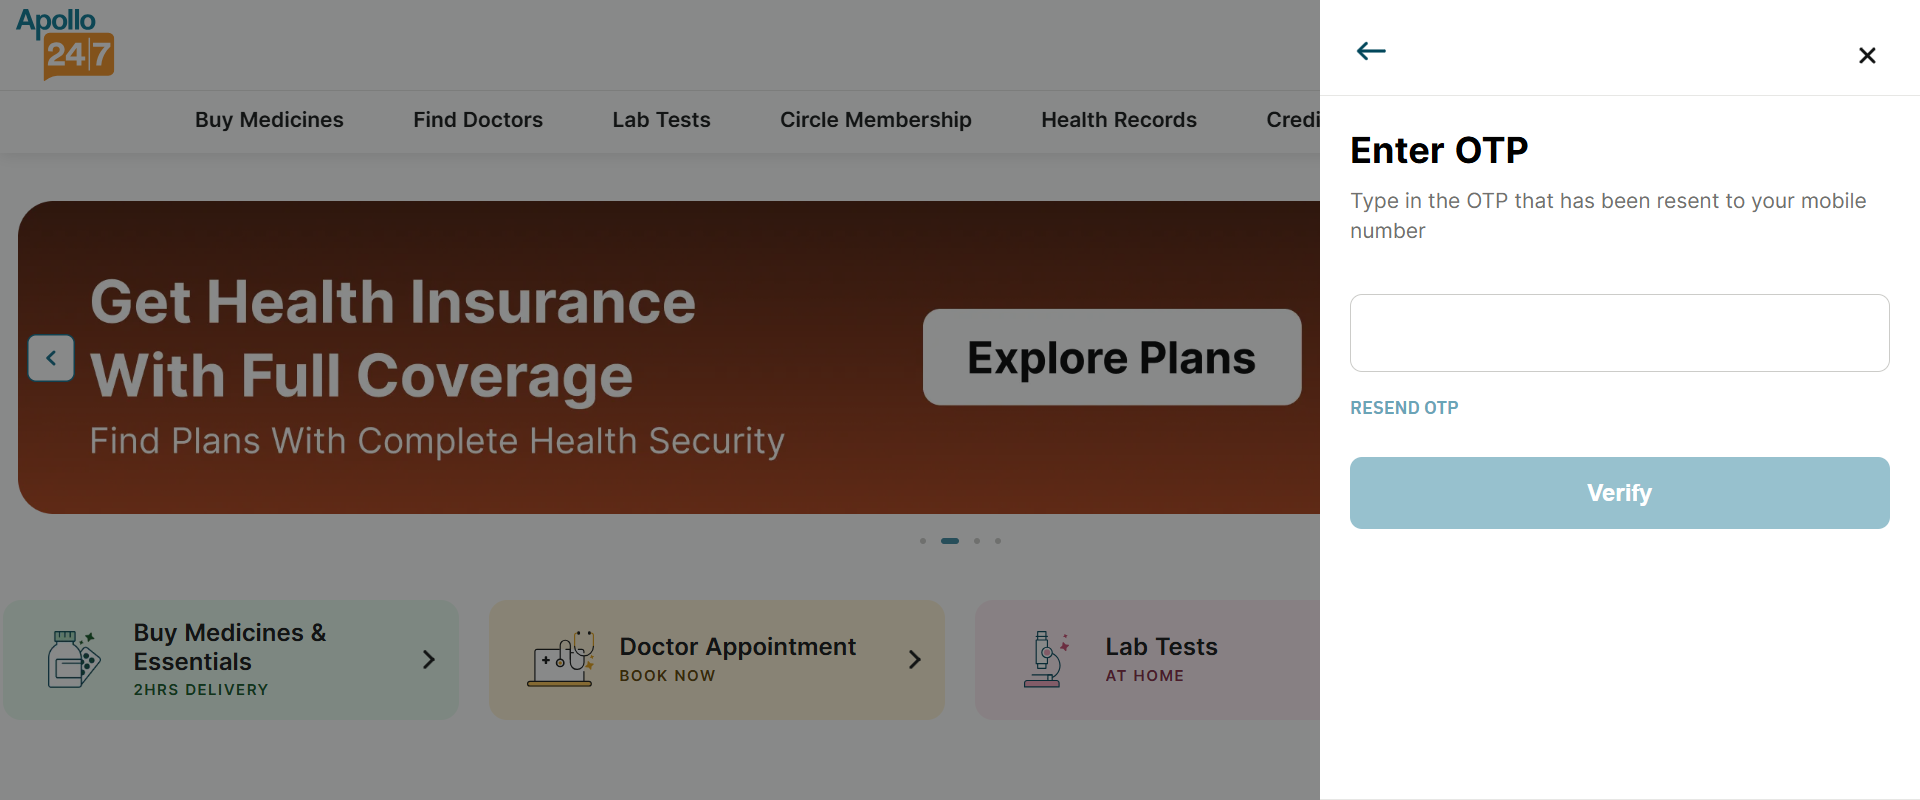 Apollo
24|7
Buy Medicines
Find Doctors
Lab Tests
Circle Membership
Health Records
Credi
Get Health Insurance
With Full Coverage
Find Plans With Complete Health Security
Explore Plans
Buy Medicines &
Essentials
2HRS DELIVERY
Doctor Appointment
BOOK NOW
Lab Tests
AT HOME
Enter OTP
Type in the OTP that has been resent to your mobile
number
RESEND OTP
Verify